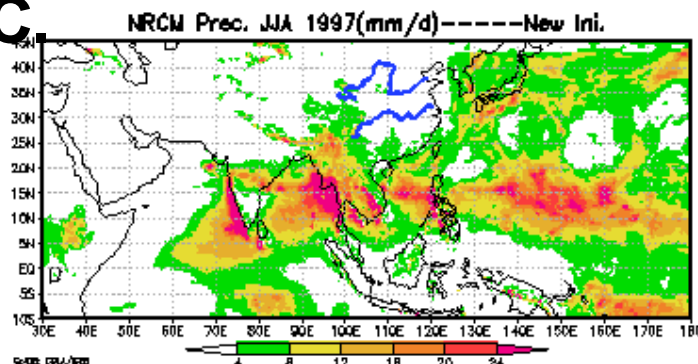 C.
NRCM Prec. JJA 1997(mm/d)-----New Ini.
45N
40N
35N
30N
25N
20N
15N
10N
5N
EQ
5S
10S
30E 40E 50E 60E 70E 80E 90E 100E 110E 120E 130E 140E 150E 160E 170E 180
4 8 12 16 20 24